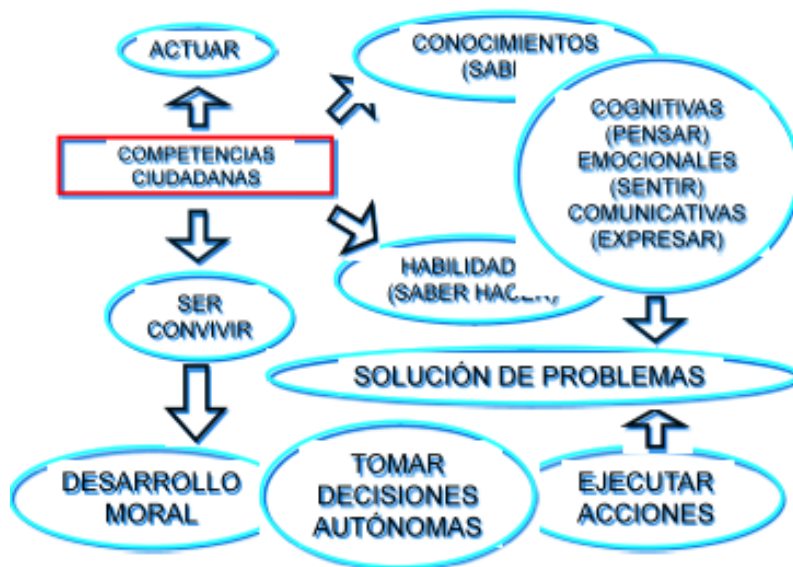 ACTUAR
CONOCIMIENTOS
COMPETENCIAS
CIUDADANAS
COGNITIVAS
(PENSAR)
EMOCIONALES
(SENTIR)
COMUNICATIVAS
(EXPRESAR)
(SABER
SER
CONVIVIR
SOLUCIÓN DE PROBLEMAS
DESARROLLO
MORAL
TOMAR
DECISIONES
AUTÓNOMAS
EJECUTAR
ACCIONES